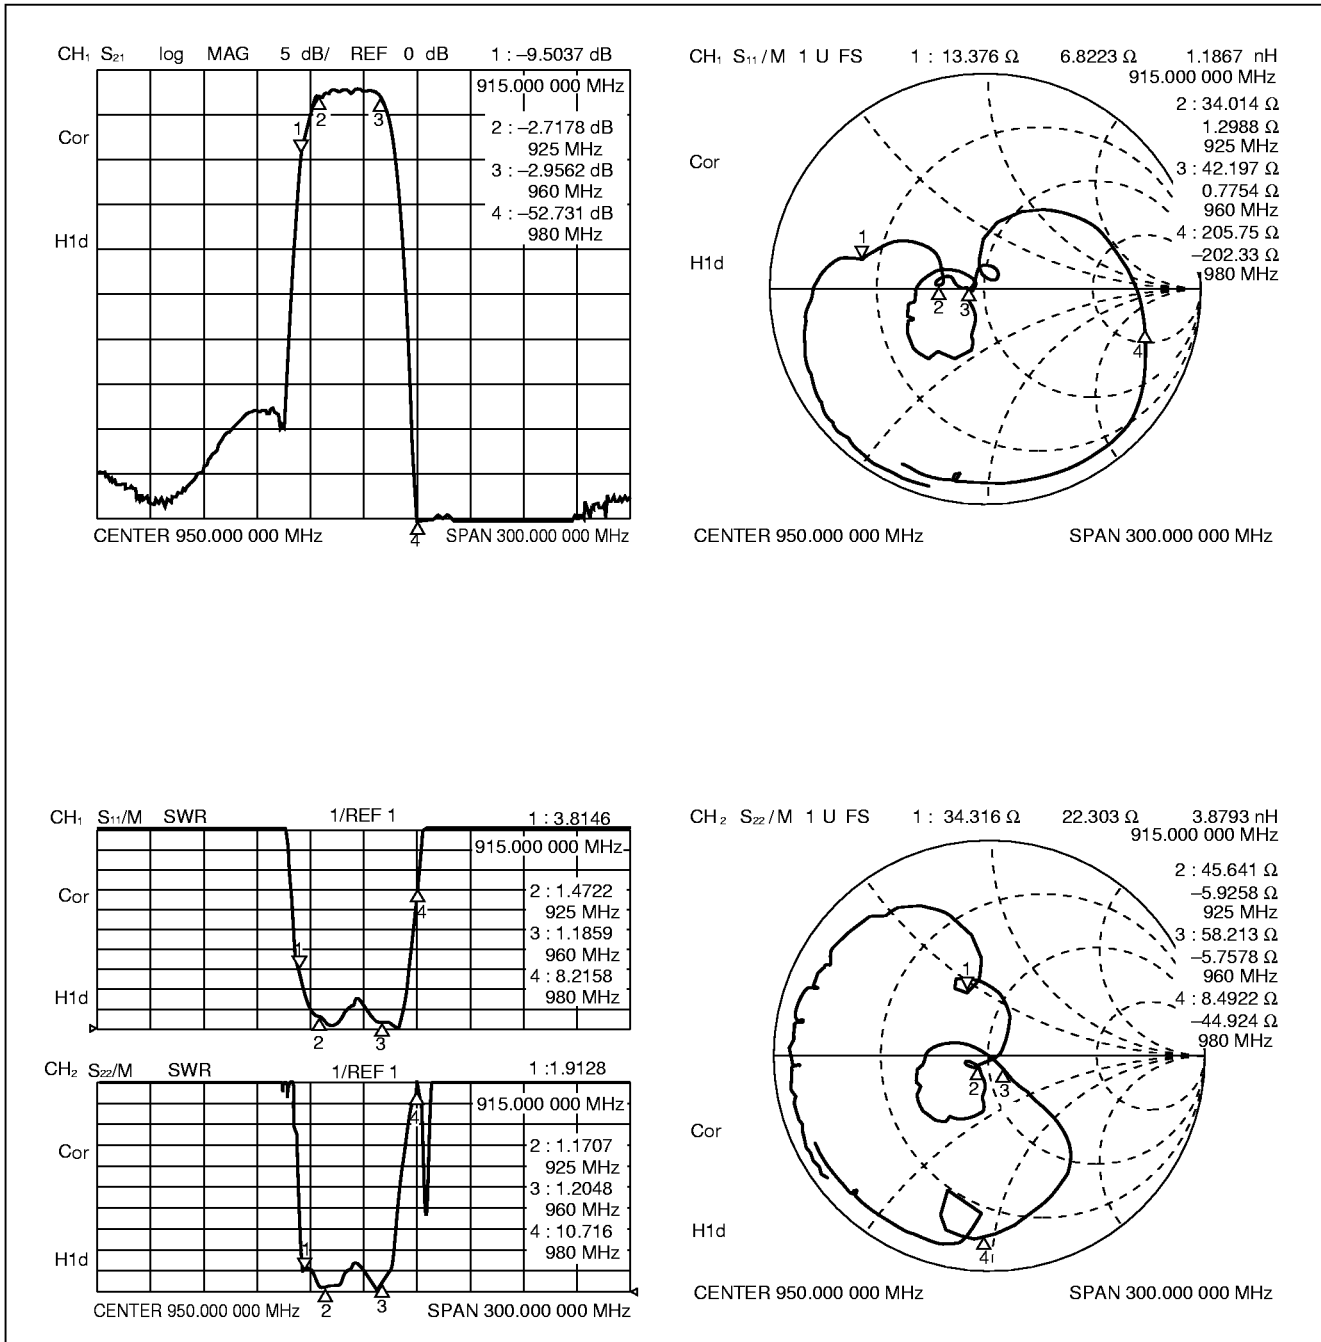 CH₁ S₂₁ log MAG 5 dB/ REF 0 dB 1 : –9.5037 dB
915.000 000 MHz
2 : –2.7178 dB
925 MHz
3 : –2.9562 dB
960 MHz
4 : –52.731 dB
980 MHz
Cor
H1d
1
2
3
4
CENTER 950.000 000 MHz SPAN 300.000 000 MHz
CH₁ S₁₁/M 1 U FS 1 : 13.376 Ω 6.8223 Ω 1.1867 nH
915.000 000 MHz
2 : 34.014 Ω
1.2988 Ω
925 MHz
3 : 42.197 Ω
0.7754 Ω
960 MHz
4 : 205.75 Ω
–202.33 Ω
980 MHz
Cor
H1d
1
2
3
4
CENTER 950.000 000 MHz SPAN 300.000 000 MHz
CH₁ S₁₁/M SWR 1/REF 1 1 : 3.8146
915.000 000 MHz
2 : 1.4722
925 MHz
3 : 1.1859
960 MHz
4 : 8.2158
980 MHz
Cor
H1d
1
2
3
4
CH₂ S₂₂/M SWR 1/REF 1 1 :1.9128
915.000 000 MHz
2 : 1.1707
925 MHz
3 : 1.2048
960 MHz
4 : 10.716
980 MHz
Cor
H1d
1
2
3
4
CENTER 950.000 000 MHz SPAN 300.000 000 MHz
CH₂ S₂₂/M 1 U FS 1 : 34.316 Ω 22.303 Ω 3.8793 nH
915.000 000 MHz
2 : 45.641 Ω
–5.9258 Ω
925 MHz
3 : 58.213 Ω
–5.7578 Ω
960 MHz
4 : 8.4922 Ω
–44.924 Ω
980 MHz
Cor
H1d
1
2
3
4
CENTER 950.000 000 MHz SPAN 300.000 000 MHz